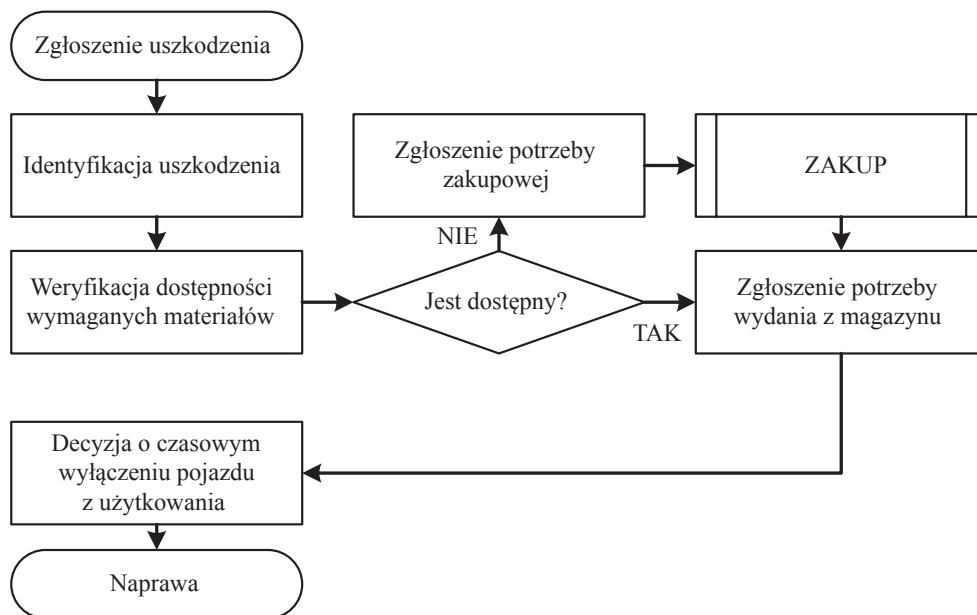 Zgłoszenie uszkodzenia
Identyfikacja uszkodzenia
Zgłoszenie potrzeby
zakupowej
ZAKUP
NIE
Weryfikacja dostępności
wymaganych materiałów
Jest dostępny?
TAK
Zgłoszenie potrzeby
wydania z magazynu
Decyzja o czasowym
wyłączeniu pojazdu
z użytkowania
Naprawa